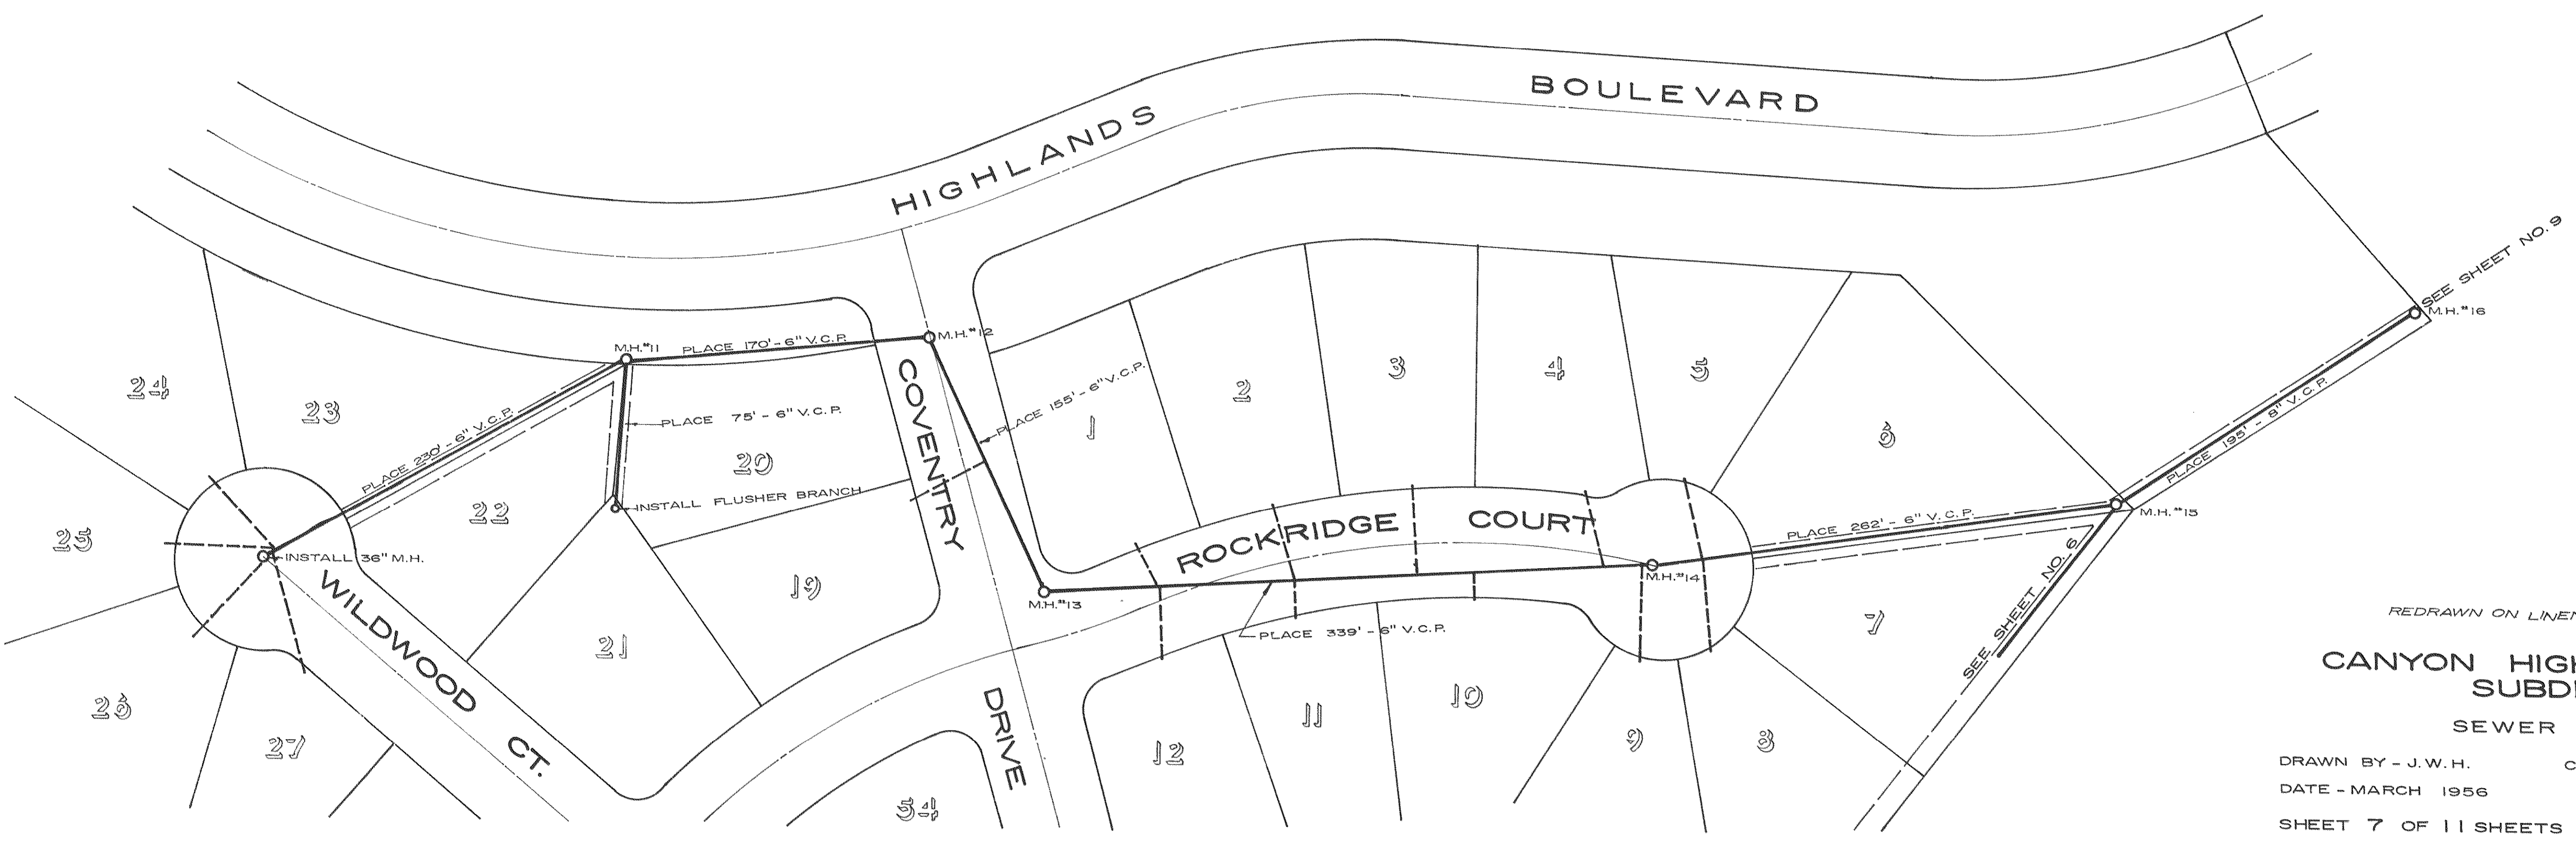 HIGHLANDS BOULEVARD
SEE SHEET NO. 9
M.H.#16
M.H.#11
PLACE 170'-6" V.C.P.
M.H.#12
PLACE 155'-6" V.C.P.
24
23
PLACE 230'-6" V.C.P.
PLACE 75'-6" V.C.P.
COVENTRY
1
2
3
4
5
6
PLACE 195'-8" V.C.P.
20
INSTALL FLUSHER BRANCH
22
25
INSTALL 36" M.H.
ROCKRIDGE COURT
PLACE 262'-6" V.C.P.
M.H.#15
M.H.#14
M.H.#13
19
WILDWOOD CT.
21
PLACE 339'-6" V.C.P.
7
SEE SHEET NO. 6
26
27
DRIVE
12
11
10
9
8
54
REDRAWN ON LINEN
CANYON HIGH
SUBDI
SEWER
DRAWN BY - J.W.H. C
DATE - MARCH 1956
SHEET 7 OF 11 SHEETS